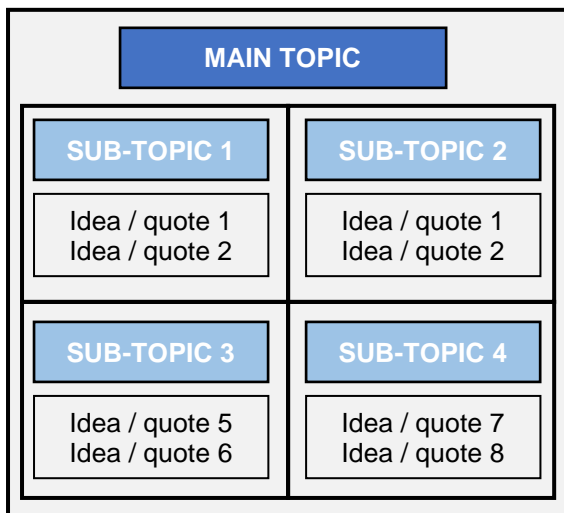 MAIN TOPIC
SUB-TOPIC 1
Idea / quote 1
Idea / quote 2
SUB-TOPIC 2
Idea / quote 1
Idea / quote 2
SUB-TOPIC 3
Idea / quote 5
Idea / quote 6
SUB-TOPIC 4
Idea / quote 7
Idea / quote 8